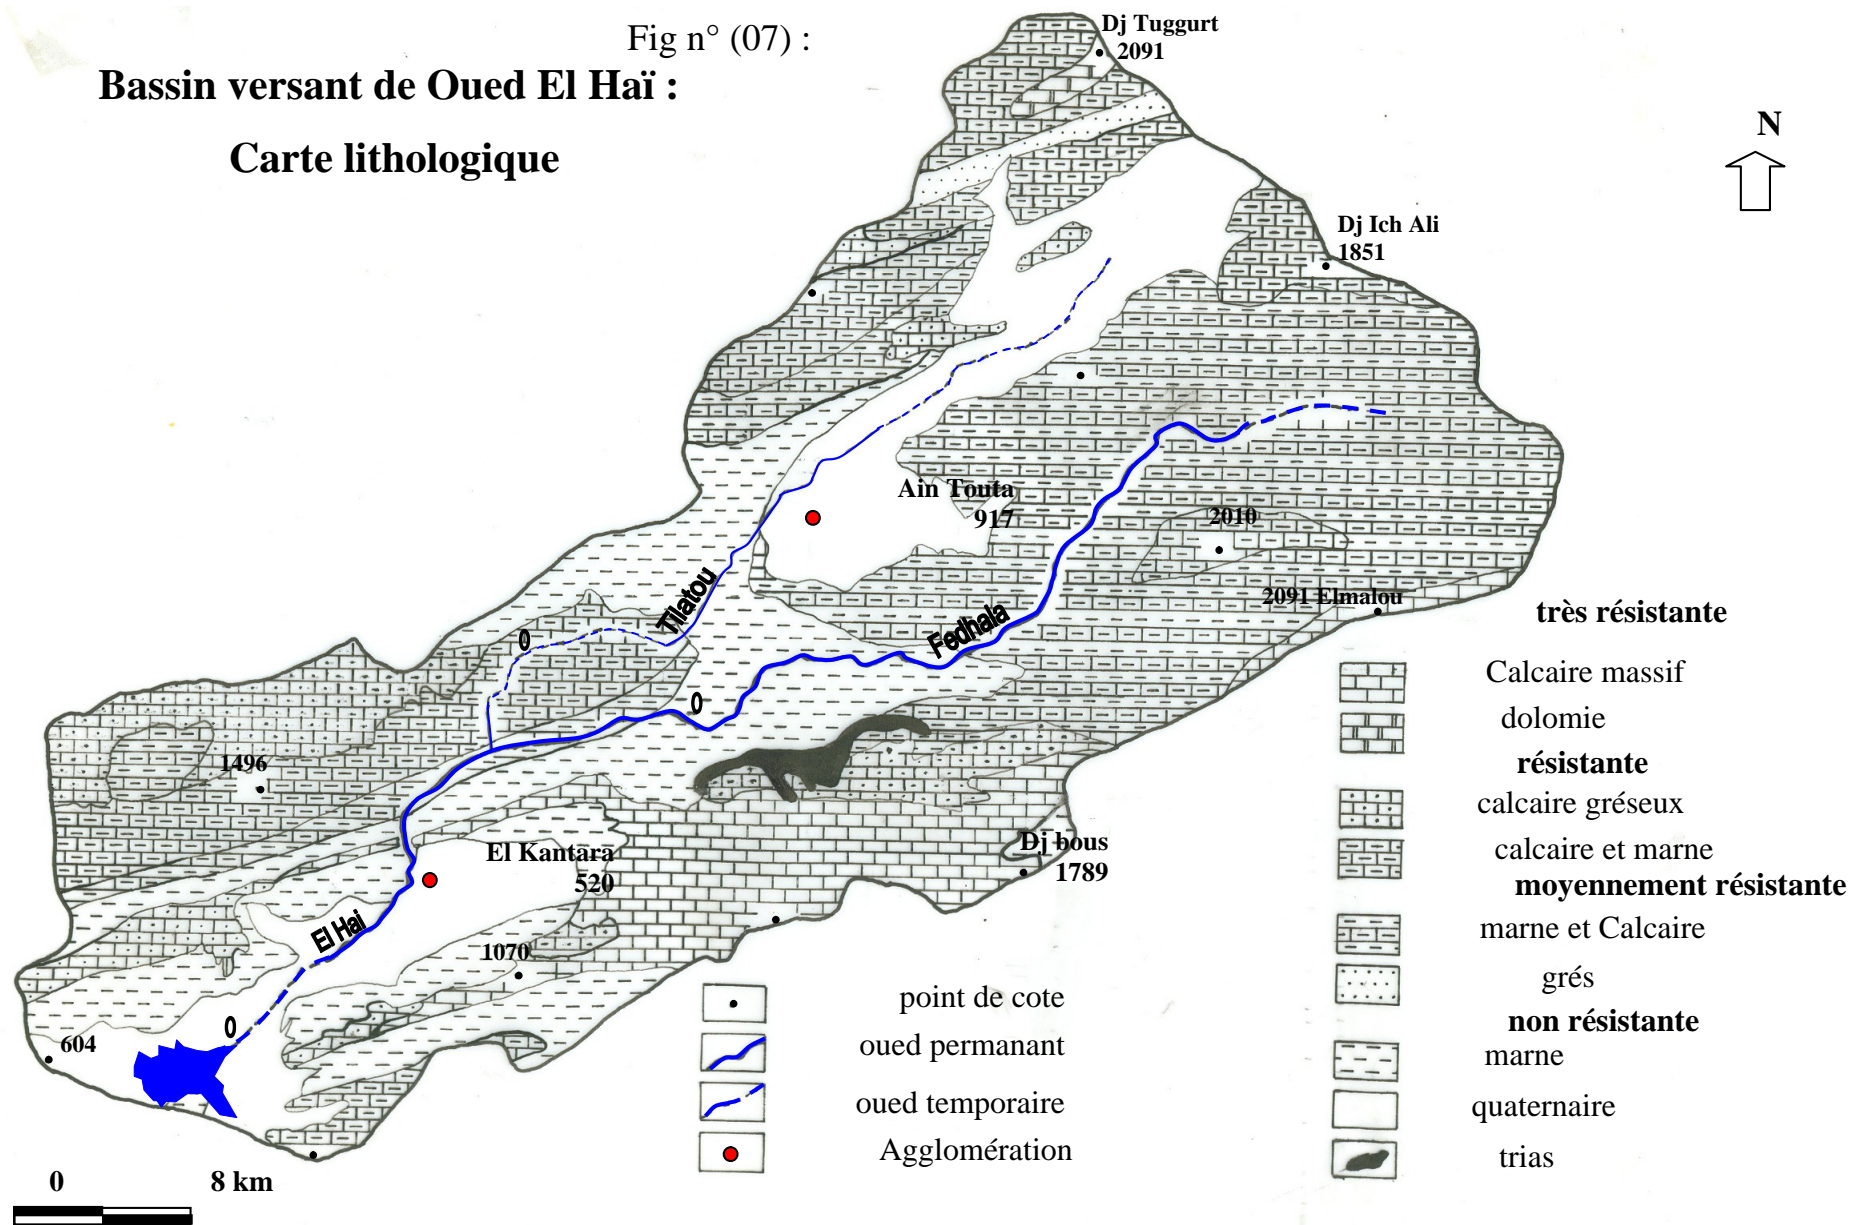 Fig n° (07) :
Bassin versant de Oued El Haï :
Carte lithologique
N
Dj Tuggurt
2091
Dj Ich Ali
1851
Ain Touta
917
2010
2091 Elmalou
Tilatou
Fedhala
0
0
1496
El Kantara
520
Dj bous
1789
El Hai
1070
0
604
0 8 km
point de cote
oued permanant
oued temporaire
Agglomération
très résistante
Calcaire massif
dolomie
résistante
calcaire gréseux
calcaire et marne
moyennement résistante
marne et Calcaire
grés
non résistante
marne
quaternaire
trias